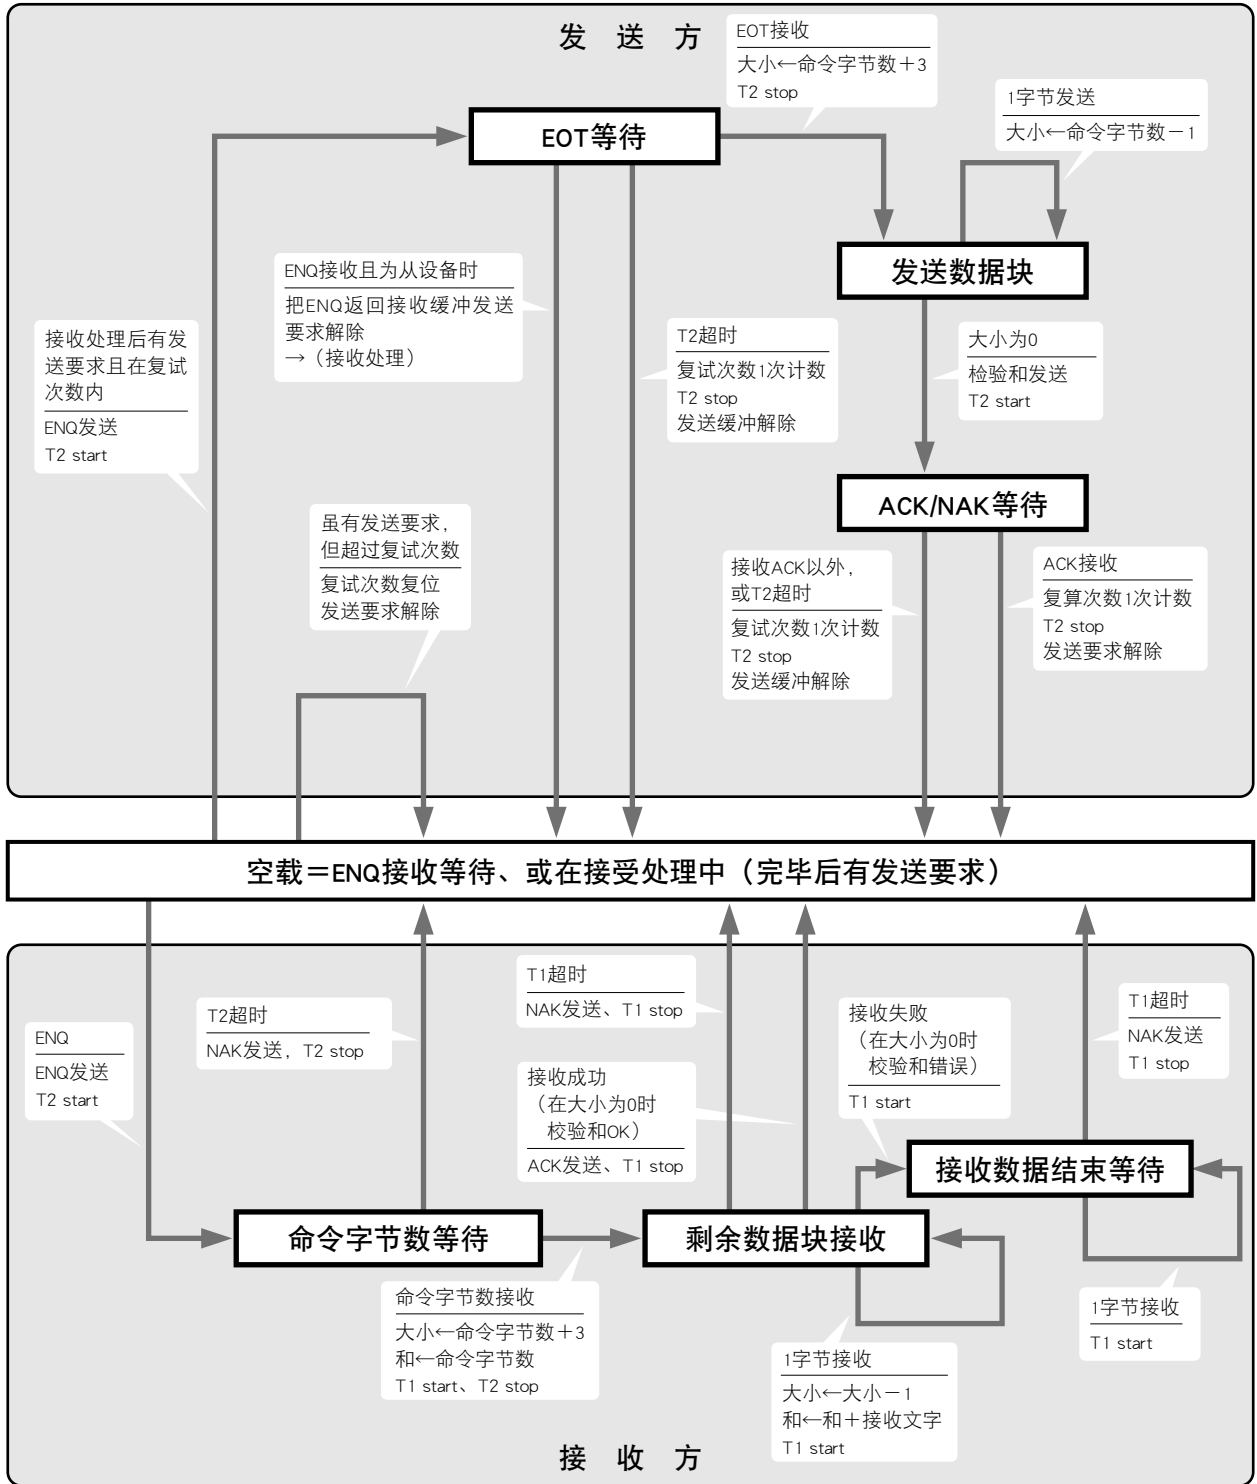 发 送 方
EOT接收
大小←命令字节数＋3
T2 stop
1字节发送
大小←命令字节数－1
EOT等待
发送数据块
ENQ接收且为从设备时
把ENQ返回接收缓冲发送
要求解除
→（接收处理）
接收处理后有发
送要求且在复试
次数内
ENQ发送
T2 start
T2超时
复试次数1次计数
T2 stop
发送缓冲解除
大小为0
检验和发送
T2 start
ACK/NAK等待
虽有发送要求，
但超过复试次数
复试次数复位
发送要求解除
接收ACK以外，
或T2超时
复试次数1次计数
T2 stop
发送缓冲解除
ACK接收
复算次数1次计数
T2 stop
发送要求解除
空载＝ENQ接收等待、或在接受处理中（完毕后有发送要求）
ENQ
ENQ发送
T2 start
T2超时
NAK发送，T2 stop
T1超时
NAK发送、T1 stop
接收成功
（在大小为0时
校验和OK）
ACK发送、T1 stop
接收失败
（在大小为0时
校验和错误）
T1 start
T1超时
NAK发送
T1 stop
接收数据结束等待
命令字节数等待
剩余数据块接收
命令字节数接收
大小←命令字节数＋3
和←命令字节数
T1 start、T2 stop
1字节接收
大小←大小－1
和←和＋接收文字
T1 start
1字节接收
T1 start
接 收 方